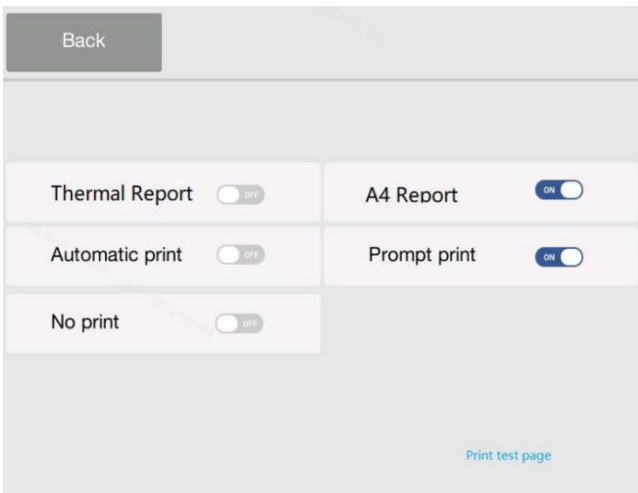 Back
Thermal Report OFF A4 Report ON
Automatic print OFF Prompt print ON
No print OFF
Print test page